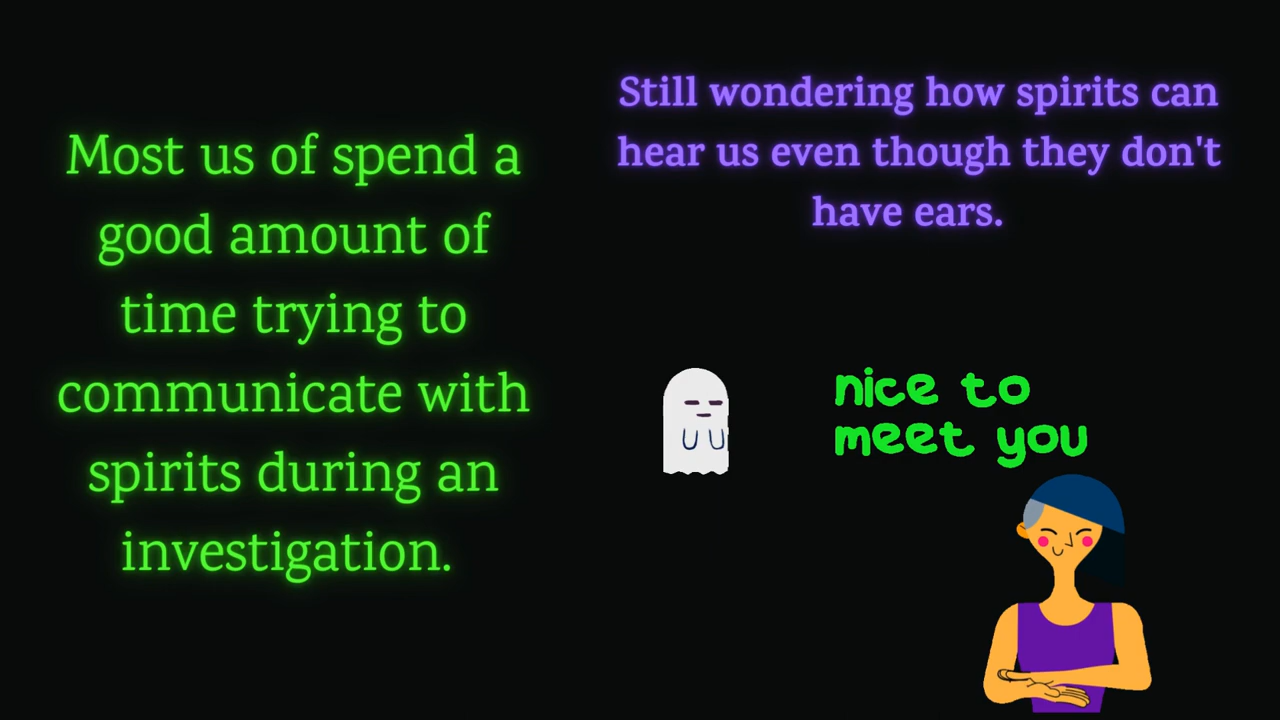 Most us of spend a
good amount of
time trying to
communicate with
spirits during an
investigation.
Still wondering how spirits can
hear us even though they don't
have ears.
nice to
meet you